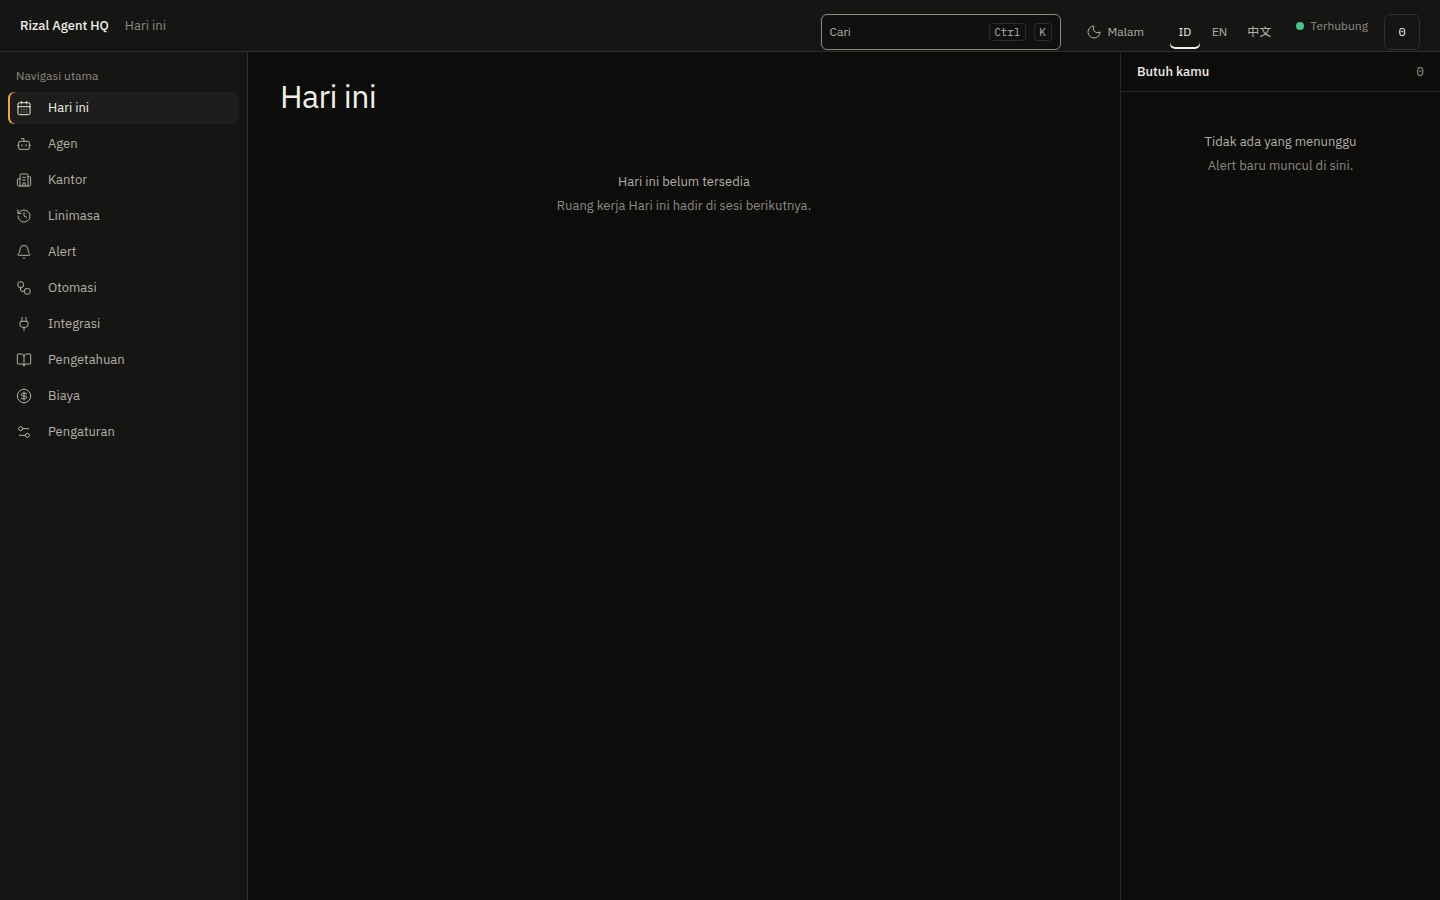 Rizal Agent HQ Hari ini
Cari Ctrl K Malam ID EN 中文 Terhubung 0
Navigasi utama
Hari ini
Agen
Kantor
Linimasa
Alert
Otomasi
Integrasi
Pengetahuan
Biaya
Pengaturan
Hari ini
Hari ini belum tersedia
Ruang kerja Hari ini hadir di sesi berikutnya.
Butuh kamu 0
Tidak ada yang menunggu
Alert baru muncul di sini.